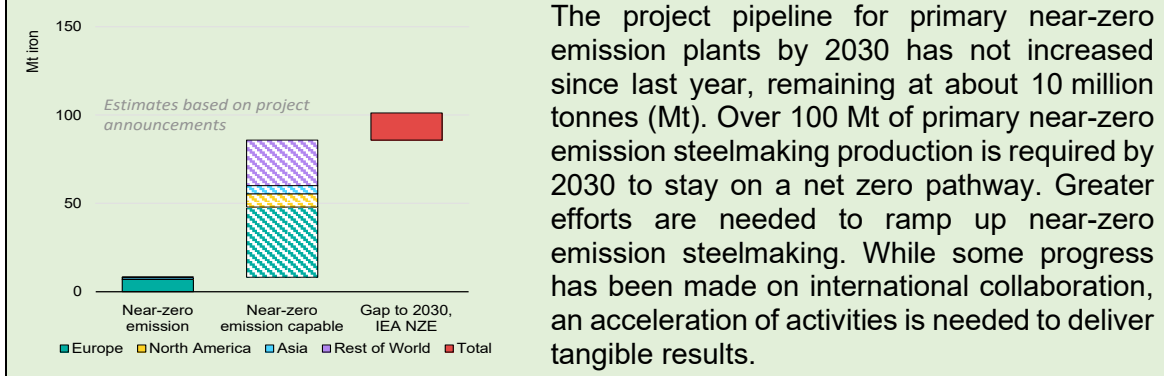 150
Mt iron
Estimates based on project
announcements
100
50
0
Near-zero
emission
Near-zero
emission capable
Gap to 2030,
IEA NZE
Europe North America Asia Rest of World Total
The project pipeline for primary near-zero
emission plants by 2030 has not increased
since last year, remaining at about 10 million
tonnes (Mt). Over 100 Mt of primary near-zero
emission steelmaking production is required by
2030 to stay on a net zero pathway. Greater
efforts are needed to ramp up near-zero
emission steelmaking. While some progress
has been made on international collaboration,
an acceleration of activities is needed to deliver
tangible results.